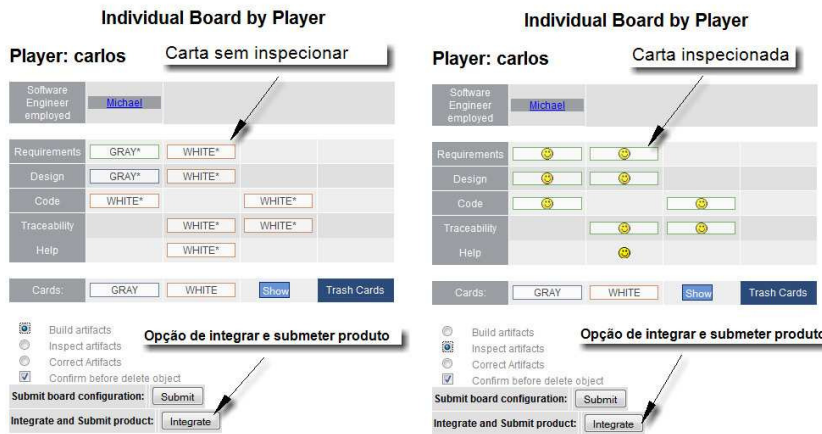 Individual Board by Player
Player: carlos
Carta sem inspecionar
Software
Engineer
employed
Michael
Requirements GRAY* WHITE*
Design GRAY* WHITE*
Code WHITE* WHITE*
Traceability WHITE* WHITE*
Help WHITE*
Cards: GRAY WHITE Show Trash Cards
Build artifacts
Inspect artifacts
Correct Artifacts
Confirm before delete object
Opção de integrar e submeter produto
Submit board configuration: Submit
Integrate and Submit product: Integrate
Individual Board by Player
Player: carlos
Carta inspecionada
Software
Engineer
employed
Michael
Requirements
Design
Code
Traceability
Help
Cards: GRAY WHITE Show Trash Cards
Build artifacts
Inspect artifacts
Correct Artifacts
Confirm before delete object
Opção de integrar e submeter produto
Submit board configuration: Submit
Integrate and Submit product: Integrate